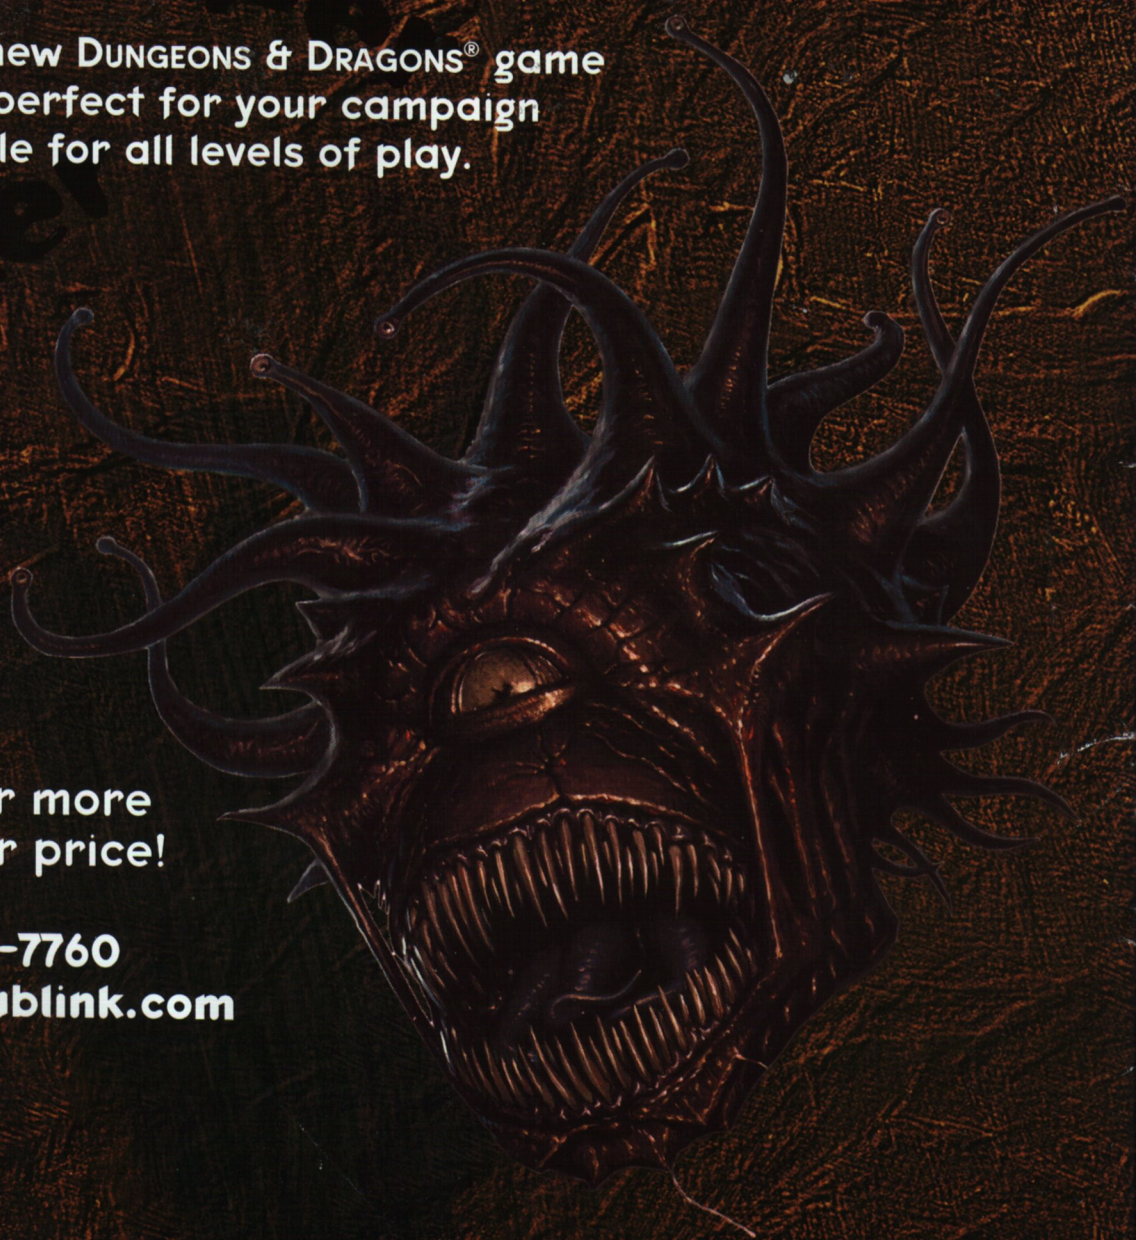 new DUNGEONS & DRAGONS® game
perfect for your campaign
le for all levels of play.
r more
r price!
-7760
ublink.com